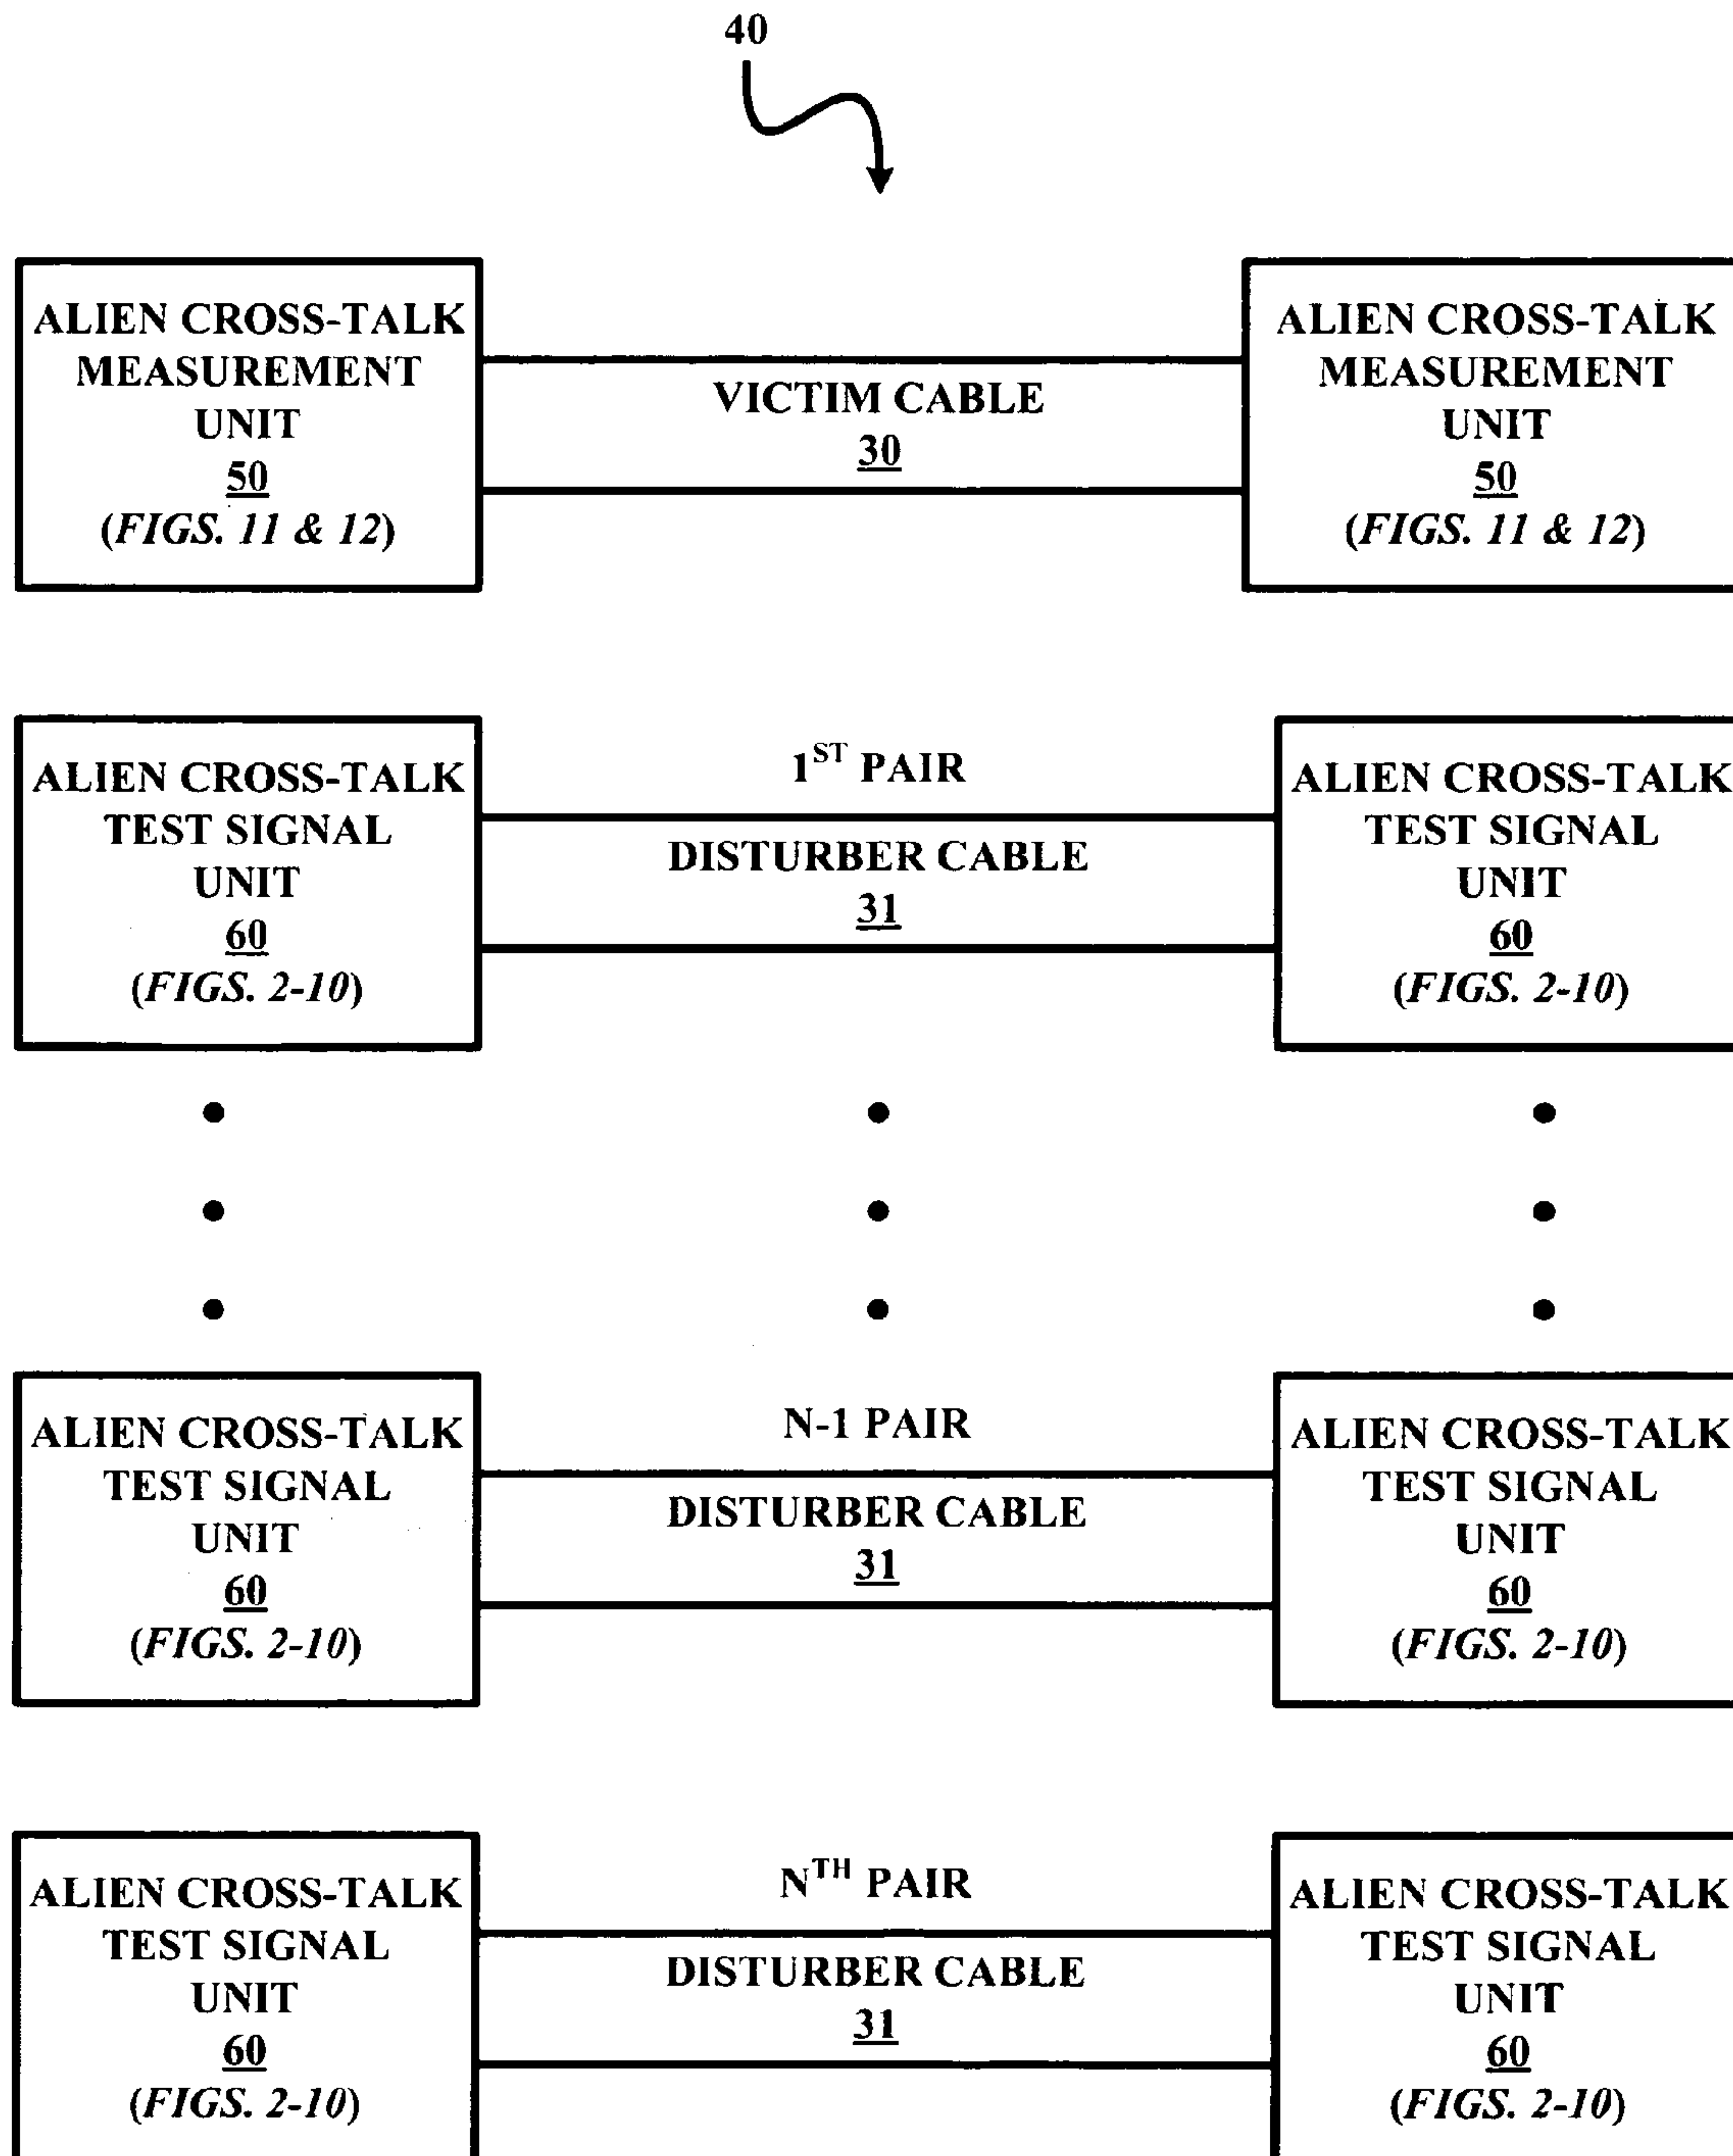 40
ALIEN CROSS-TALK
MEASUREMENT
UNIT
50
(FIGS. 11 & 12)
VICTIM CABLE
30
ALIEN CROSS-TALK
MEASUREMENT
UNIT
50
(FIGS. 11 & 12)
ALIEN CROSS-TALK
TEST SIGNAL
UNIT
60
(FIGS. 2-10)
1ST PAIR
DISTURBER CABLE
31
ALIEN CROSS-TALK
TEST SIGNAL
UNIT
60
(FIGS. 2-10)
ALIEN CROSS-TALK
TEST SIGNAL
UNIT
60
(FIGS. 2-10)
N-1 PAIR
DISTURBER CABLE
31
ALIEN CROSS-TALK
TEST SIGNAL
UNIT
60
(FIGS. 2-10)
ALIEN CROSS-TALK
TEST SIGNAL
UNIT
60
(FIGS. 2-10)
NTH PAIR
DISTURBER CABLE
31
ALIEN CROSS-TALK
TEST SIGNAL
UNIT
60
(FIGS. 2-10)